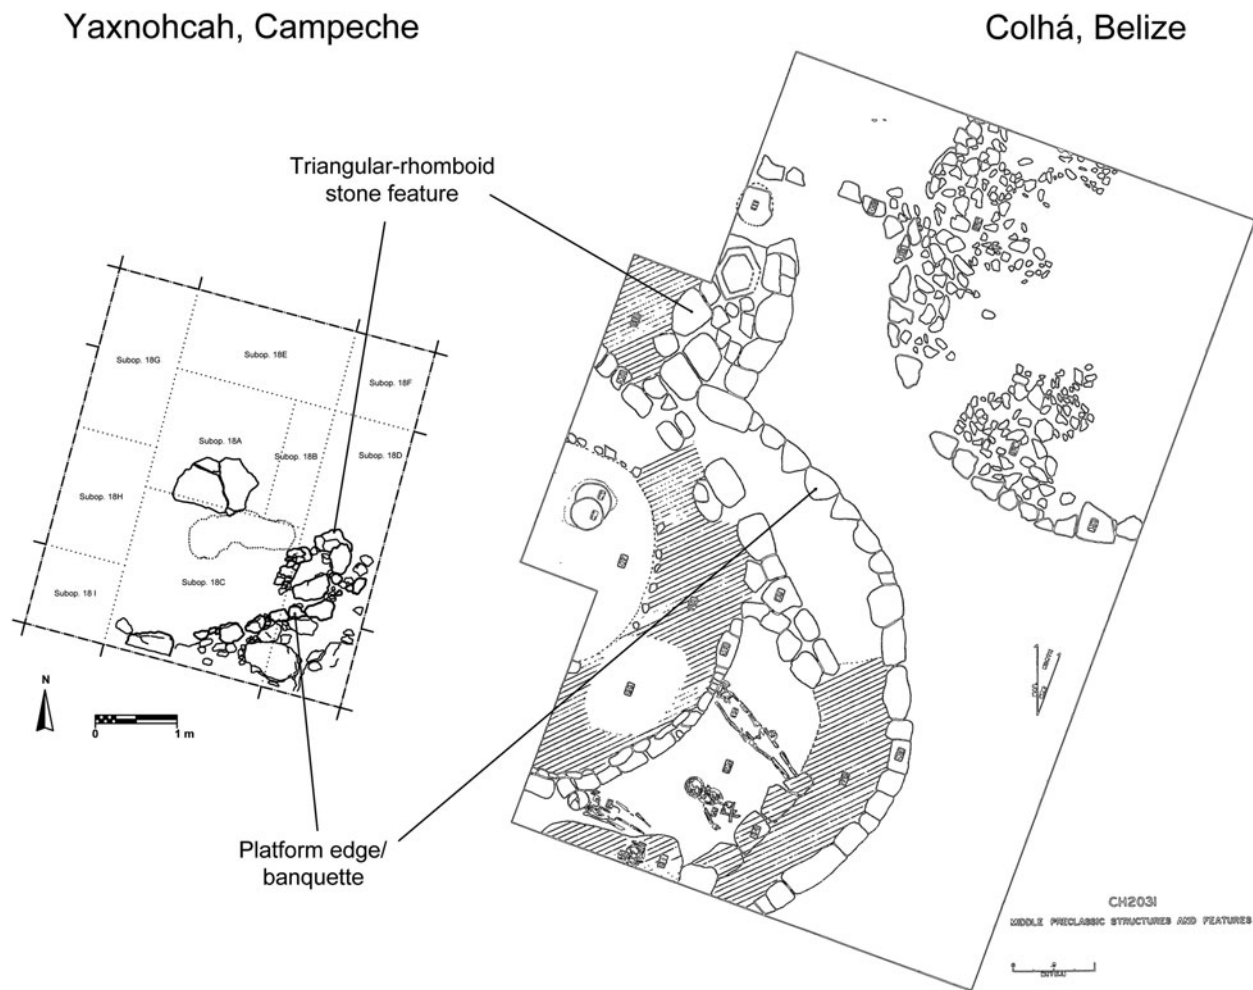 Yaxnohcah, Campeche
Colhá, Belize
Triangular-rhomboid
stone feature
Subop. 18G
Subop. 18E
Subop. 18F
Subop. 18A
Subop. 18B
Subop. 18D
Subop. 18H
Subop. 18C
Subop. 18 I
N
0 1 m
Platform edge/
banquette
CH2031
MIDDLE PRECLASSIC STRUCTURES AND FEATURES